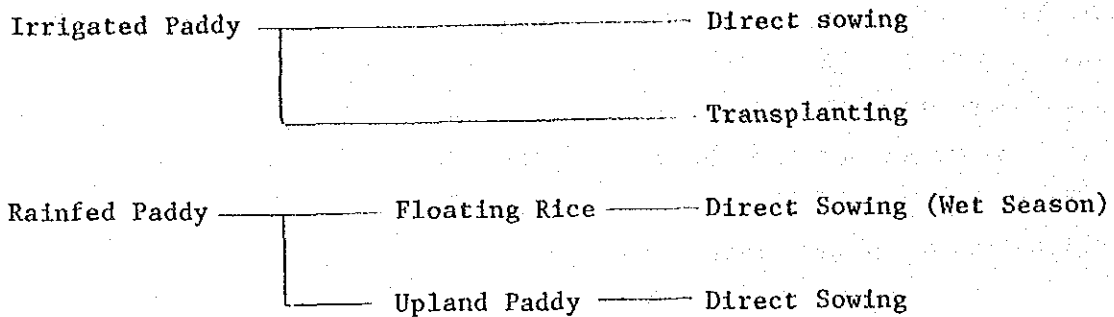 Irrigated Paddy Direct sowing
Transplanting
Rainfed Paddy Floating Rice Direct Sowing (Wet Season)
Upland Paddy Direct Sowing